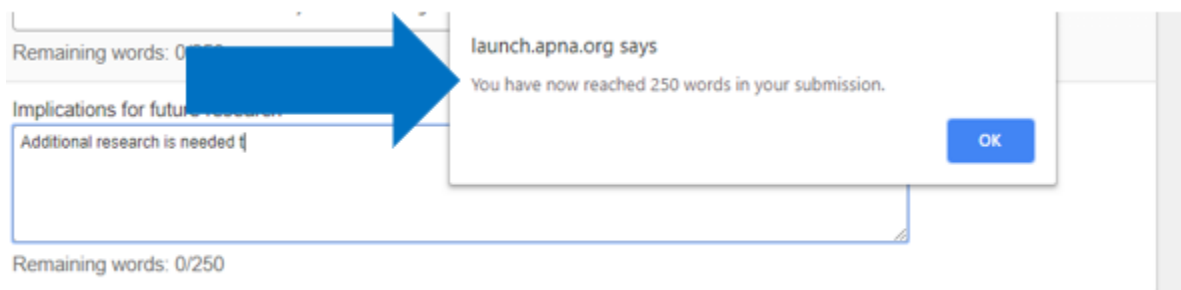 Remaining words: 0/250
launch.apna.org says
You have now reached 250 words in your submission.
OK
Implications for future research
Additional research is needed t
Remaining words: 0/250